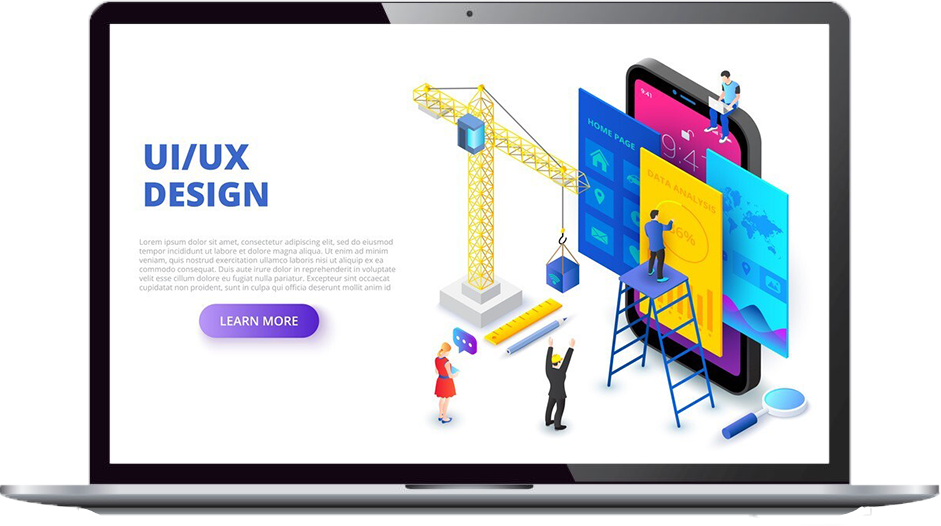 UI/UX
DESIGN
Lorem ipsum dolor sit amet, consectetur adipiscing elit, sed do eiusmod
tempor incididunt ut labore et dolore magna aliqua. Ut enim ad minim
veniam, quis nostrud exercitation ullamco laboris nisi ut aliquip ex ea
commodo consequat. Duis aute irure dolor in reprehenderit in voluptate
velit esse cillum dolore eu fugiat nulla pariatur. Excepteur sint occaecat
cupidatat non proident, sunt in culpa qui officia deserunt mollit anim id
LEARN MORE
9:41
HOME PAGE
9:4
DATA ANALYSIS
6%